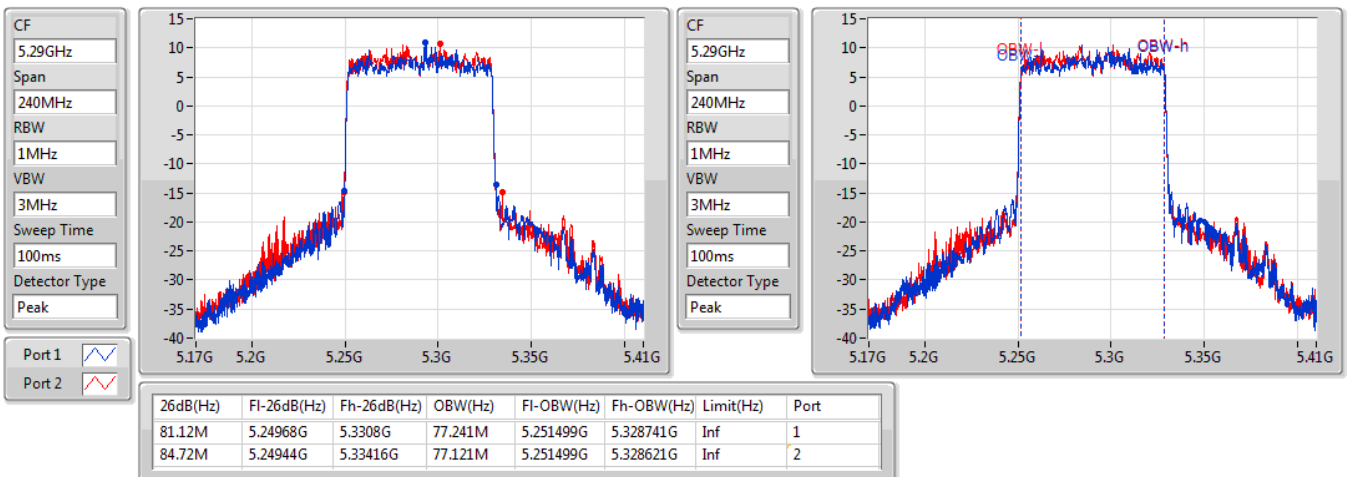 CF
5.29GHz
Span
240MHz
RBW
1MHz
VBW
3MHz
Sweep Time
100ms
Detector Type
Peak
Port 1
Port 2
15
10
5
0
-5
-10
-15
-20
-25
-30
-35
-40
5.17G 5.2G 5.25G 5.3G 5.35G 5.41G
CF
5.29GHz
Span
240MHz
RBW
1MHz
VBW
3MHz
Sweep Time
100ms
Detector Type
Peak
15
10
5
0
-5
-10
-15
-20
-25
-30
-35
-40
OBW-l
OBW-h
5.17G 5.2G 5.25G 5.3G 5.35G 5.41G
26dB(Hz) Fl-26dB(Hz) Fh-26dB(Hz) OBW(Hz) Fl-OBW(Hz) Fh-OBW(Hz) Limit(Hz) Port
81.12M 5.24968G 5.3308G 77.241M 5.251499G 5.328741G Inf 1
84.72M 5.24944G 5.33416G 77.121M 5.251499G 5.328621G Inf 2